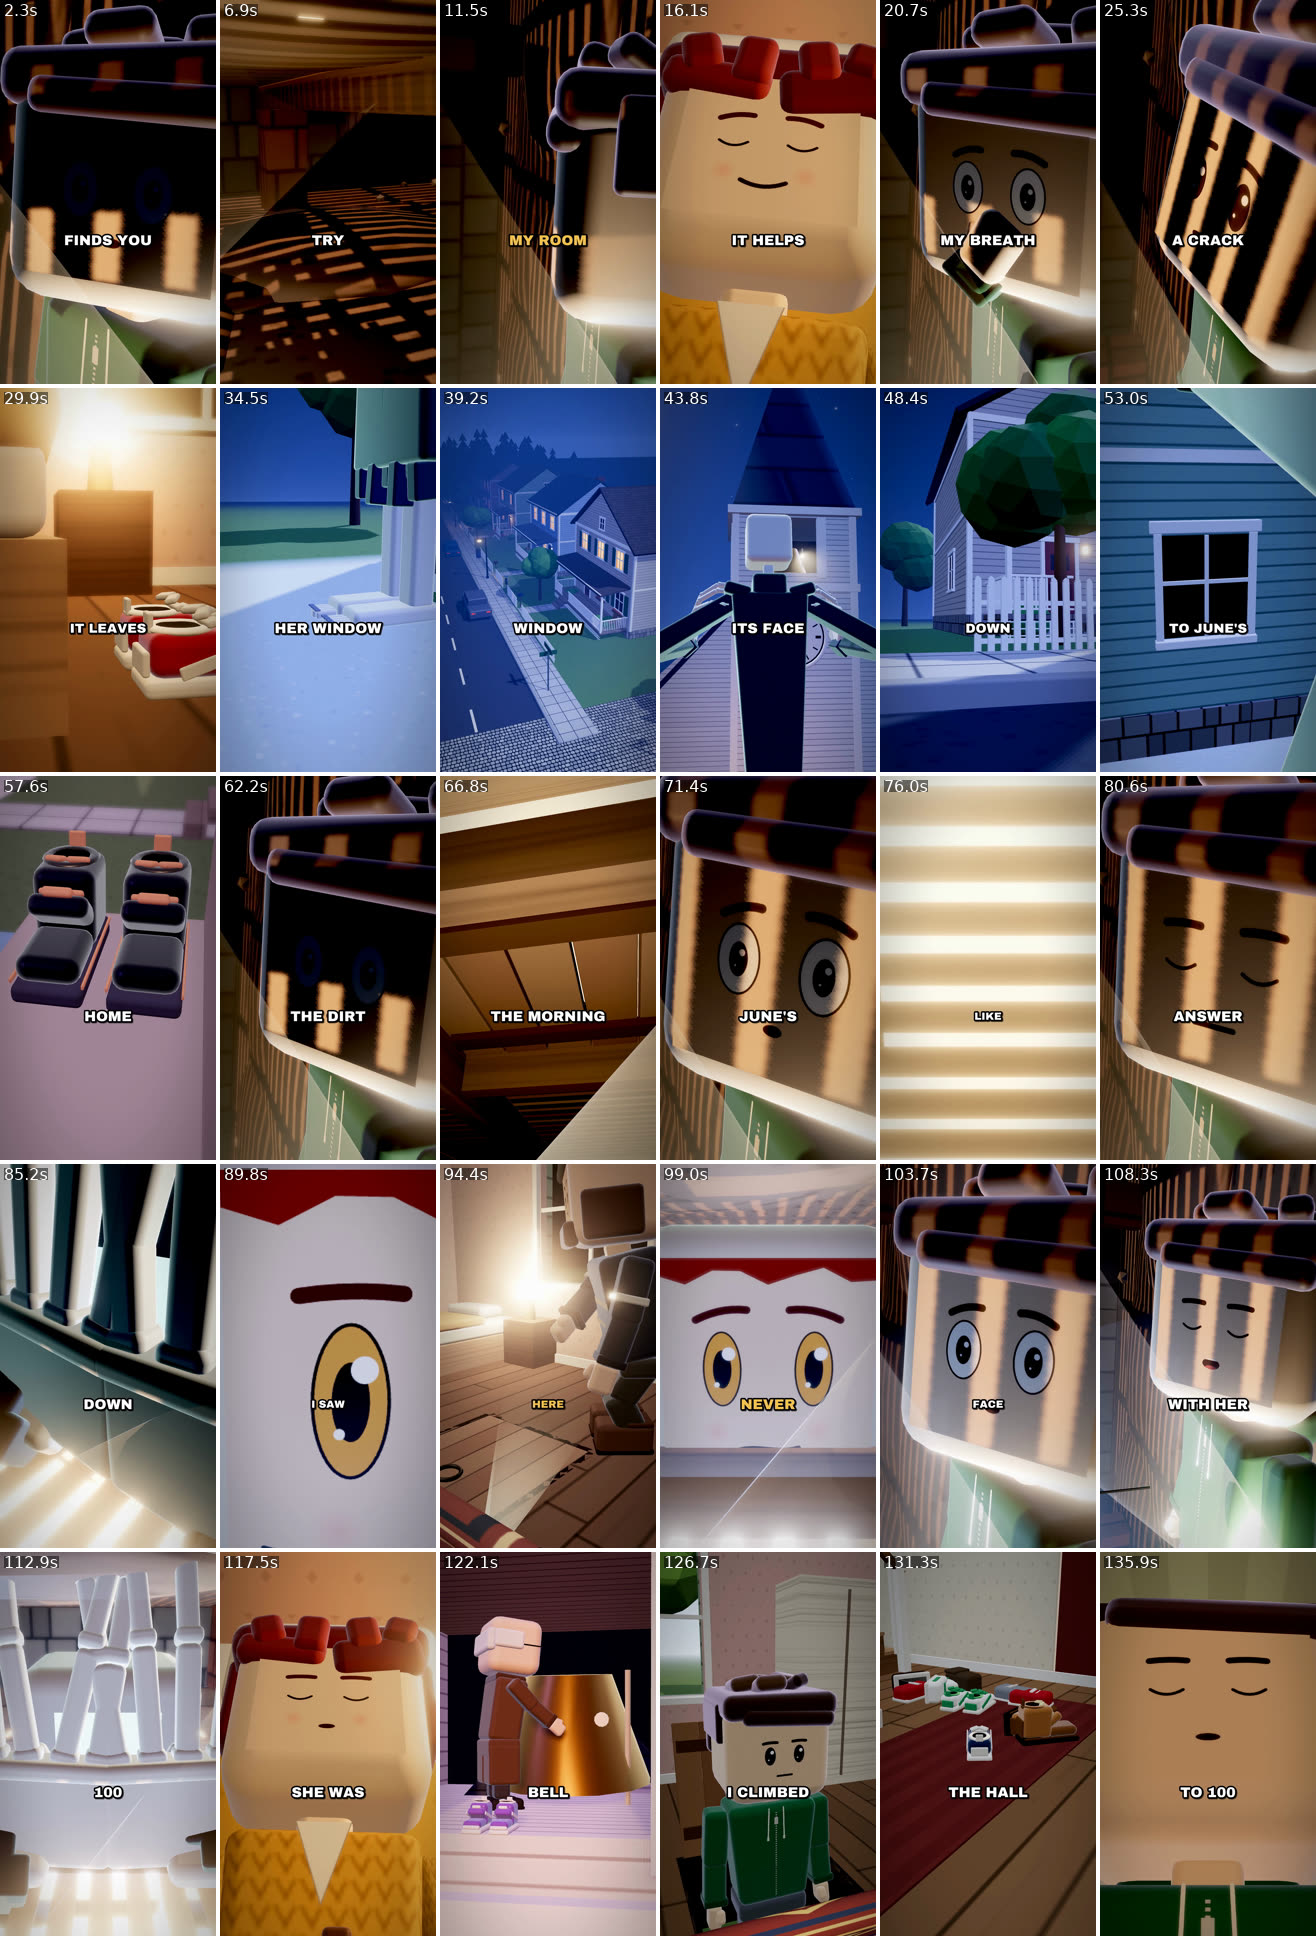 2.3s
FINDS YOU
6.9s
TRY
11.5s
MY ROOM
16.1s
IT HELPS
20.7s
MY BREATH
25.3s
A CRACK
29.9s
IT LEAVES
34.5s
HER WINDOW
39.2s
WINDOW
43.8s
ITS FACE
48.4s
DOWN
53.0s
TO JUNE'S
57.6s
HOME
62.2s
THE DIRT
66.8s
THE MORNING
71.4s
JUNE'S
76.0s
LIKE
80.6s
ANSWER
85.2s
DOWN
89.8s
I SAW
94.4s
HERE
99.0s
NEVER
103.7s
FACE
108.3s
WITH HER
112.9s
100
117.5s
SHE WAS
122.1s
BELL
126.7s
I CLIMBED
131.3s
THE HALL
135.9s
TO 100